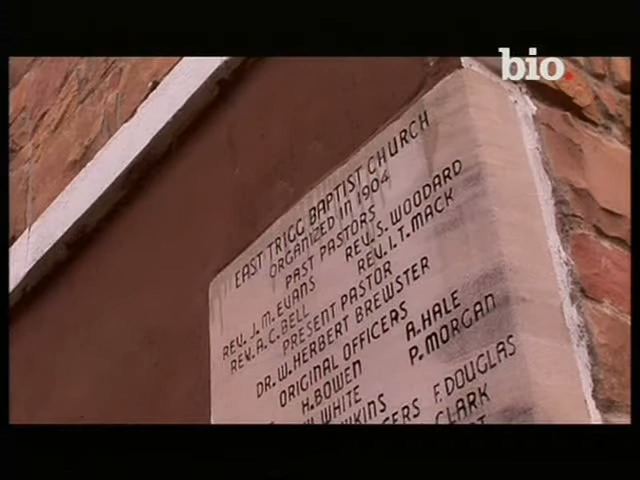 bio.
EAST TRIGG BAPTIST CHURCH
ORGANIZED IN 1904
PAST PASTORS
REV. J. M. EVANS REV. S. WOODARD
REV. A. C. BELL REV. I. T. MACK
PRESENT PASTOR
DR. W. HERBERT BREWSTER
ORIGINAL OFFICERS
H. BOWEN A. HALE
WHITE P. MORGAN
F. DOUGLAS
CLARK